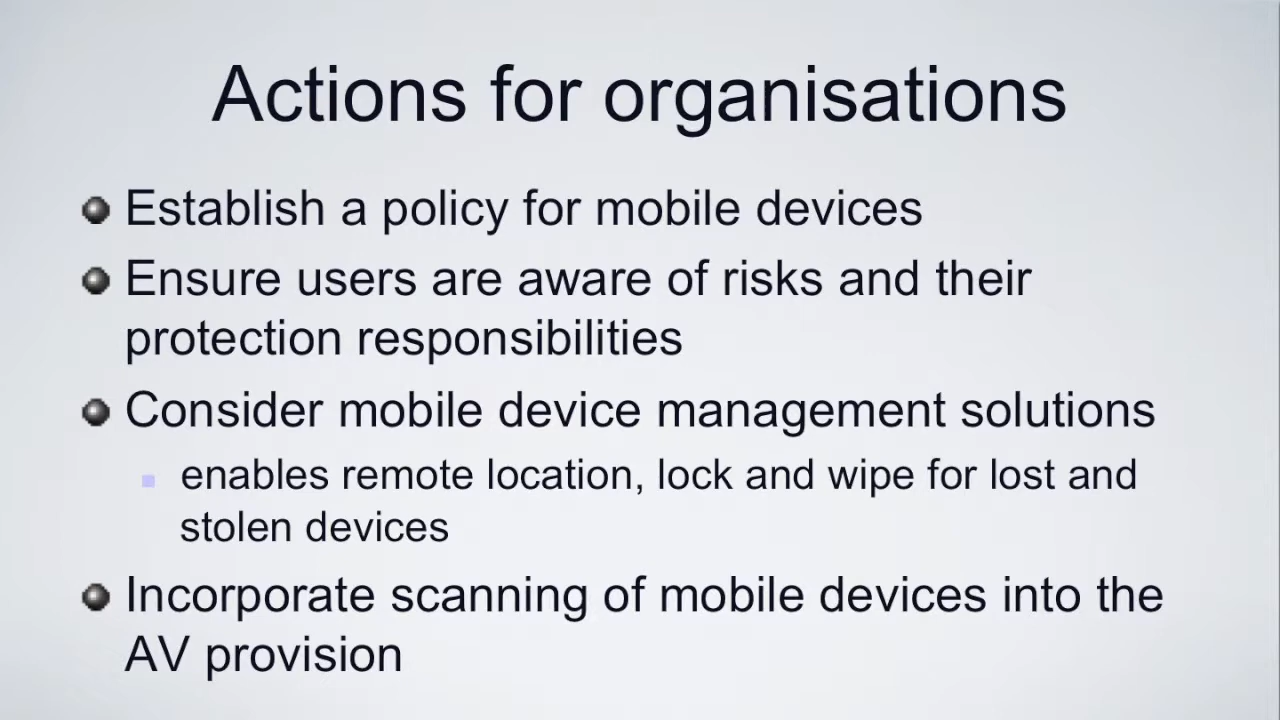 Actions for organisations
Establish a policy for mobile devices
Ensure users are aware of risks and their
protection responsibilities
Consider mobile device management solutions
enables remote location, lock and wipe for lost and
stolen devices
Incorporate scanning of mobile devices into the
AV provision